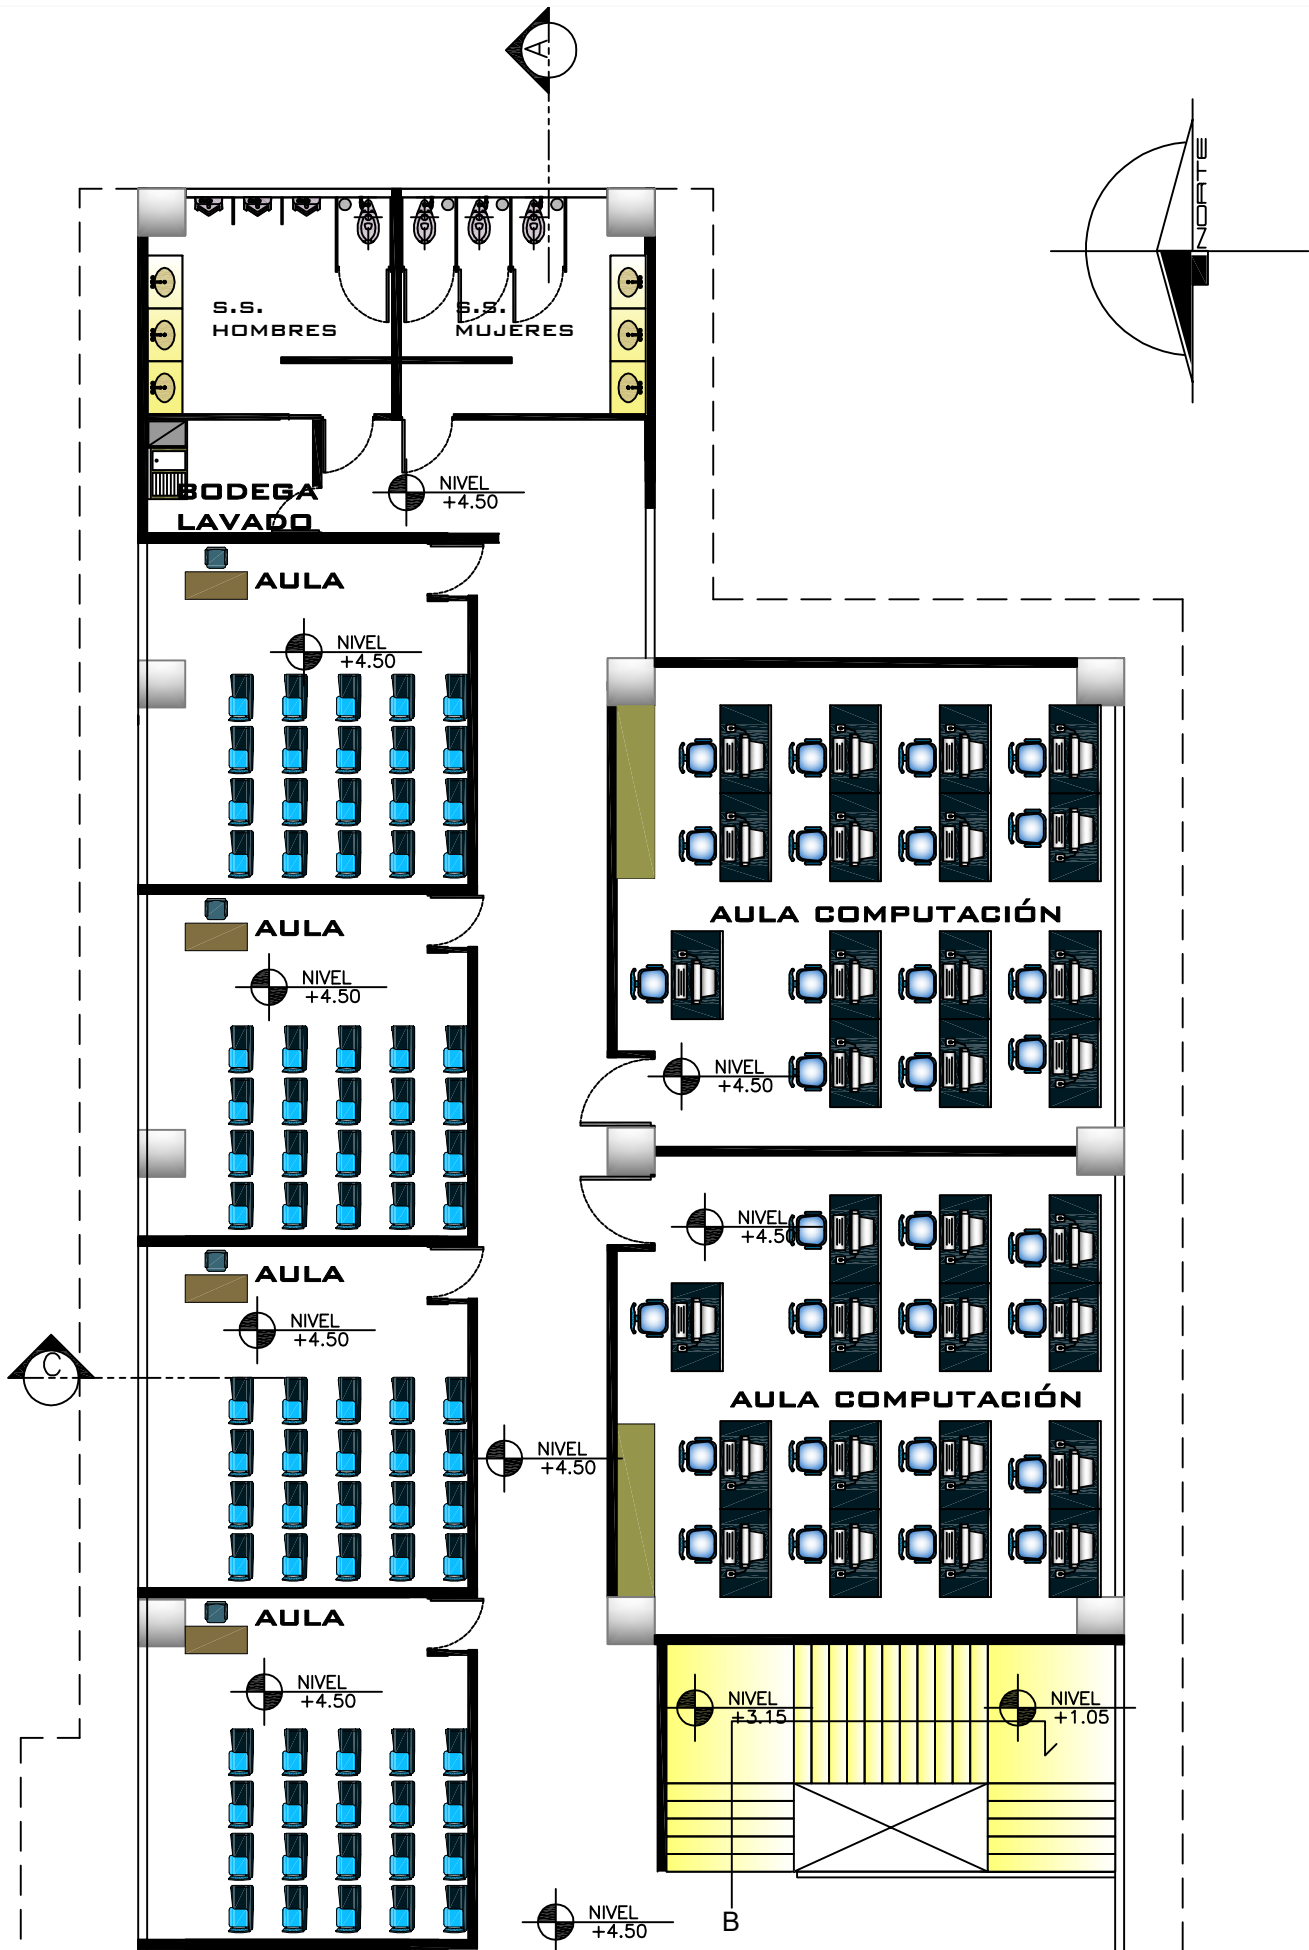 A
NORTE
S.S.
HOMBRES
S.S.
MUJERES
NIVEL
+4.50
BODEGA
LAVADO
AULA
NIVEL
+4.50
AULA COMPUTACIÓN
AULA
NIVEL
+4.50
NIVEL
+4.50
NIVEL
+4.50
AULA
NIVEL
+4.50
C
AULA COMPUTACIÓN
NIVEL
+4.50
AULA
NIVEL
+4.50
NIVEL
+3.15
NIVEL
+1.05
NIVEL
+4.50
B